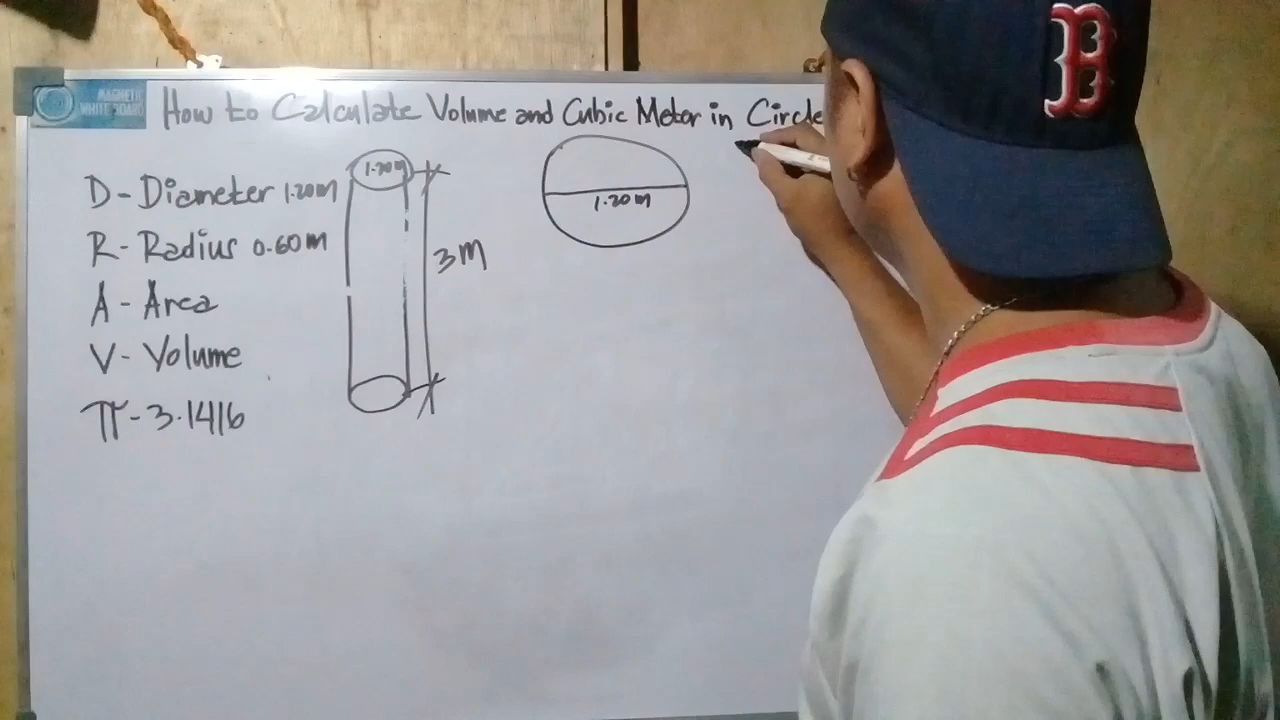 MAGNETIC
WHITE BOARD
How to Calculate Volume and Cubic Meter in Circle
D - Diameter 1.20m
R - Radius 0.60m
A - Area
V - Volume
π - 3.1416
1.20m
3m
1.20m
B